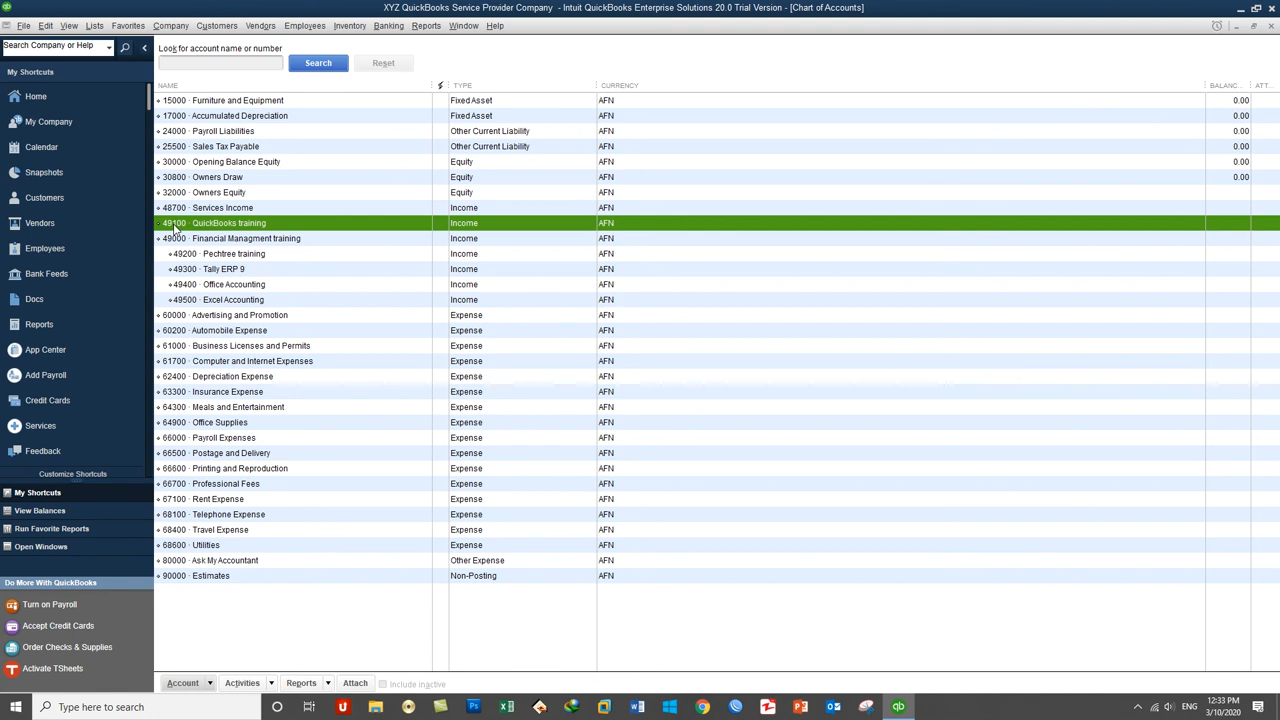 XYZ QuickBooks Service Provider Company - Intuit QuickBooks Enterprise Solutions 20.0 Trial Version - [Chart of Accounts]
File Edit View Lists Favorites Company Customers Vendors Employees Inventory Banking Reports Window Help
Search Company or Help
My Shortcuts
Home
My Company
Calendar
Snapshots
Customers
Vendors
Employees
Bank Feeds
Docs
Reports
App Center
Add Payroll
Credit Cards
Services
Feedback
Customize Shortcuts
My Shortcuts
View Balances
Run Favorite Reports
Open Windows
Do More With QuickBooks
Turn on Payroll
Accept Credit Cards
Order Checks & Supplies
Activate TSheets
Look for account name or number
Search Reset
NAME TYPE CURRENCY BALANC... ATT...
15000 · Furniture and Equipment Fixed Asset AFN 0.00
17000 · Accumulated Depreciation Fixed Asset AFN 0.00
24000 · Payroll Liabilities Other Current Liability AFN 0.00
25500 · Sales Tax Payable Other Current Liability AFN 0.00
30000 · Opening Balance Equity Equity AFN 0.00
30800 · Owners Draw Equity AFN 0.00
32000 · Owners Equity Equity AFN
48700 · Services Income Income AFN
49100 · QuickBooks training Income AFN
49000 · Financial Managment training Income AFN
49200 · Pechtree training Income AFN
49300 · Tally ERP 9 Income AFN
49400 · Office Accounting Income AFN
49500 · Excel Accounting Income AFN
60000 · Advertising and Promotion Expense AFN
60200 · Automobile Expense Expense AFN
61000 · Business Licenses and Permits Expense AFN
61700 · Computer and Internet Expenses Expense AFN
62400 · Depreciation Expense Expense AFN
63300 · Insurance Expense Expense AFN
64300 · Meals and Entertainment Expense AFN
64900 · Office Supplies Expense AFN
66000 · Payroll Expenses Expense AFN
66500 · Postage and Delivery Expense AFN
66600 · Printing and Reproduction Expense AFN
66700 · Professional Fees Expense AFN
67100 · Rent Expense Expense AFN
68100 · Telephone Expense Expense AFN
68400 · Travel Expense Expense AFN
68600 · Utilities Expense AFN
80000 · Ask My Accountant Other Expense AFN
90000 · Estimates Non-Posting AFN
Account Activities Reports Attach Include inactive
Type here to search
ENG
12:33 PM
3/10/2020